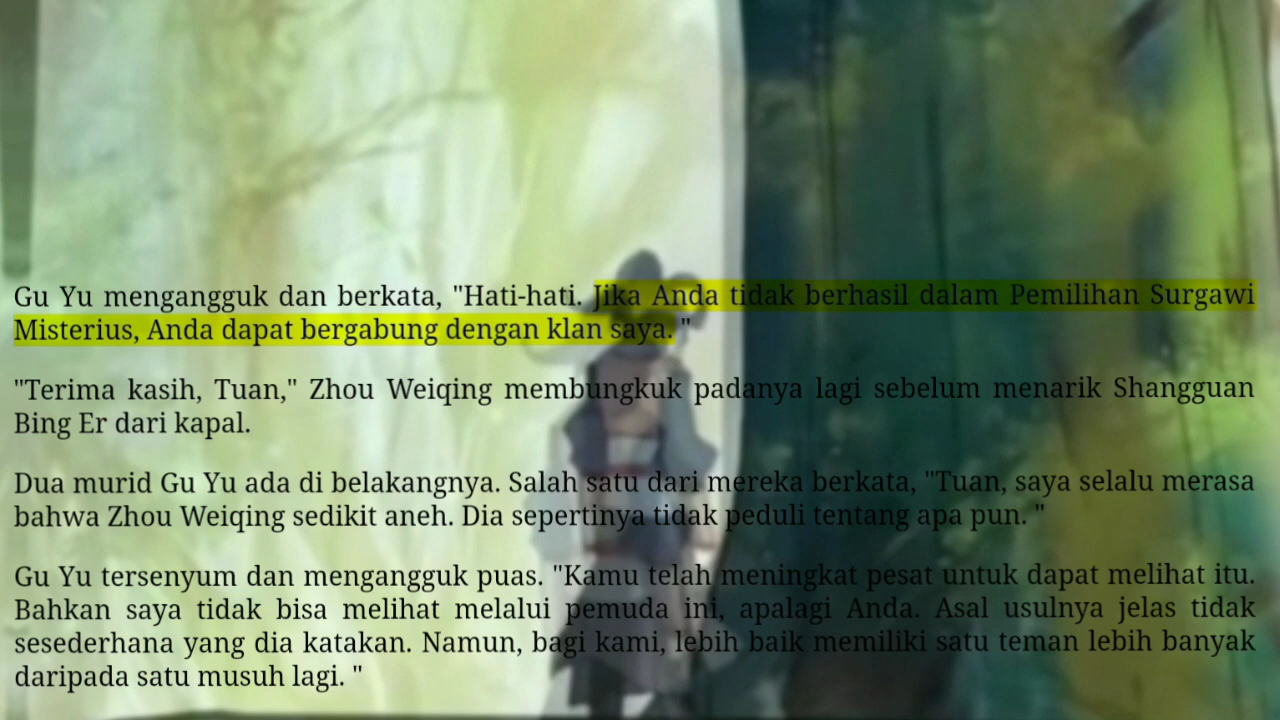 Gu Yu mengangguk dan berkata, "Hati-hati. Jika Anda tidak berhasil dalam Pemilihan Surgawi
Misterius, Anda dapat bergabung dengan klan saya. "
"Terima kasih, Tuan," Zhou Weiqing membungkuk padanya lagi sebelum menarik Shangguan
Bing Er dari kapal.
Dua murid Gu Yu ada di belakangnya. Salah satu dari mereka berkata, "Tuan, saya selalu merasa
bahwa Zhou Weiqing sedikit aneh. Dia sepertinya tidak peduli tentang apa pun. "
Gu Yu tersenyum dan mengangguk puas. "Kamu telah meningkat pesat untuk dapat melihat itu.
Bahkan saya tidak bisa melihat melalui pemuda ini, apalagi Anda. Asal usulnya jelas tidak
sesederhana yang dia katakan. Namun, bagi kami, lebih baik memiliki satu teman lebih banyak
daripada satu musuh lagi. "